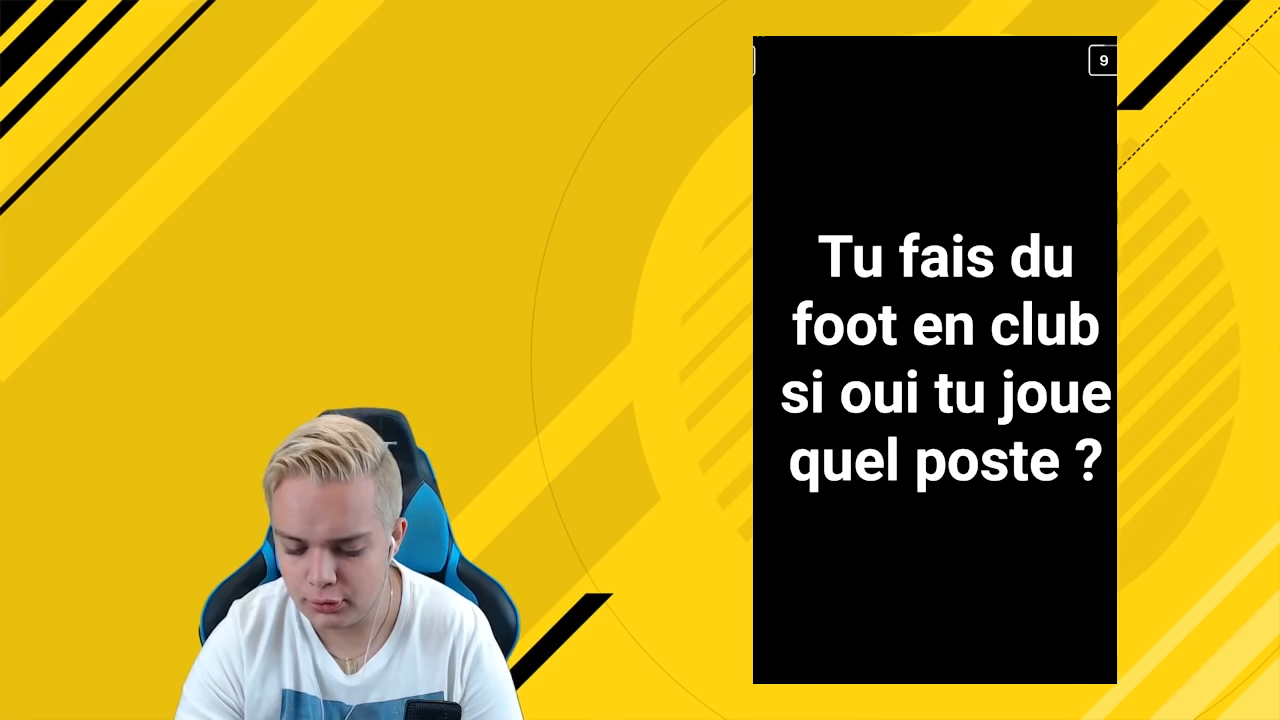 9
Tu fais du
foot en club
si oui tu joue
quel poste ?